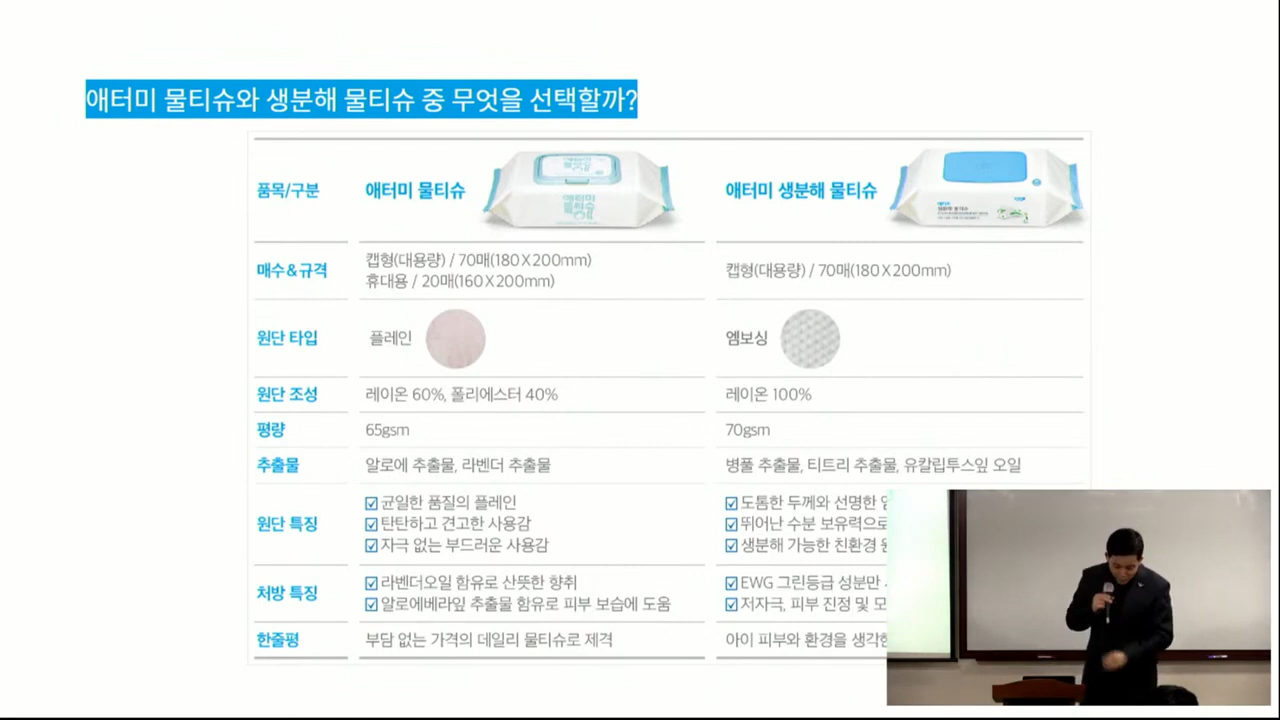 애터미 물티슈와 생분해 물티슈 중 무엇을 선택할까?
품목/구분
애터미 물티슈
애터미 생분해 물티슈
매수&규격
캡형(대용량) / 70매(180X200mm)
휴대용 / 20매(160X200mm)
캡형(대용량) / 70매(180X200mm)
원단 타입
플레인
엠보싱
원단 조성
레이온 60%, 폴리에스터 40%
레이온 100%
평량
65gsm
70gsm
추출물
알로에 추출물, 라벤더 추출물
병풀 추출물, 티트리 추출물, 유칼립투스잎 오일
원단 특징
균일한 품질의 플레인
탄탄하고 견고한 사용감
자극 없는 부드러운 사용감
도톰한 두께와 선명한
뛰어난 수분 보유력으로
생분해 가능한 친환경
처방 특징
라벤더오일 함유로 산뜻한 향취
알로에베라잎 추출물 함유로 피부 보습에 도움
EWG 그린등급 성분만
저자극, 피부 진정 및 모
한줄평
부담 없는 가격의 데일리 물티슈로 제격
아이 피부와 환경을 생각한